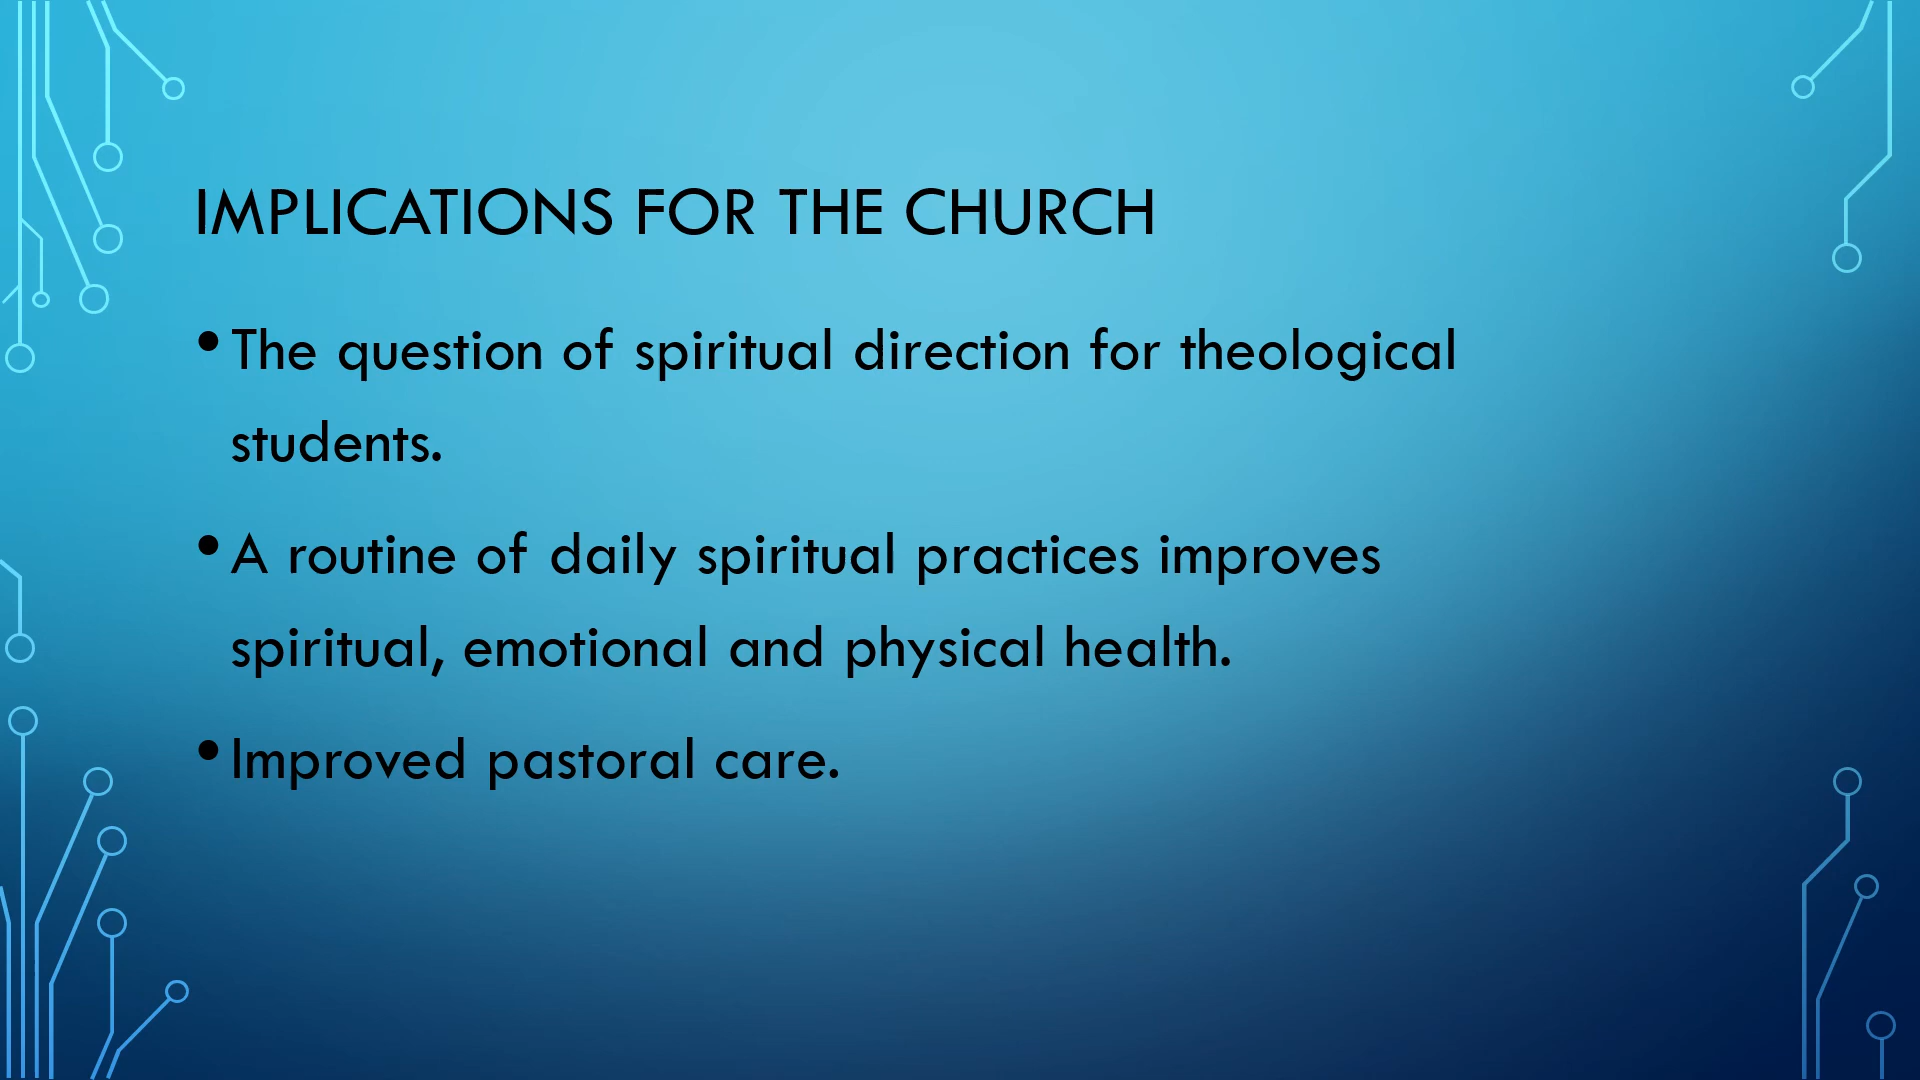 IMPLICATIONS FOR THE CHURCH
• The question of spiritual direction for theological
students.
• A routine of daily spiritual practices improves
spiritual, emotional and physical health.
• Improved pastoral care.